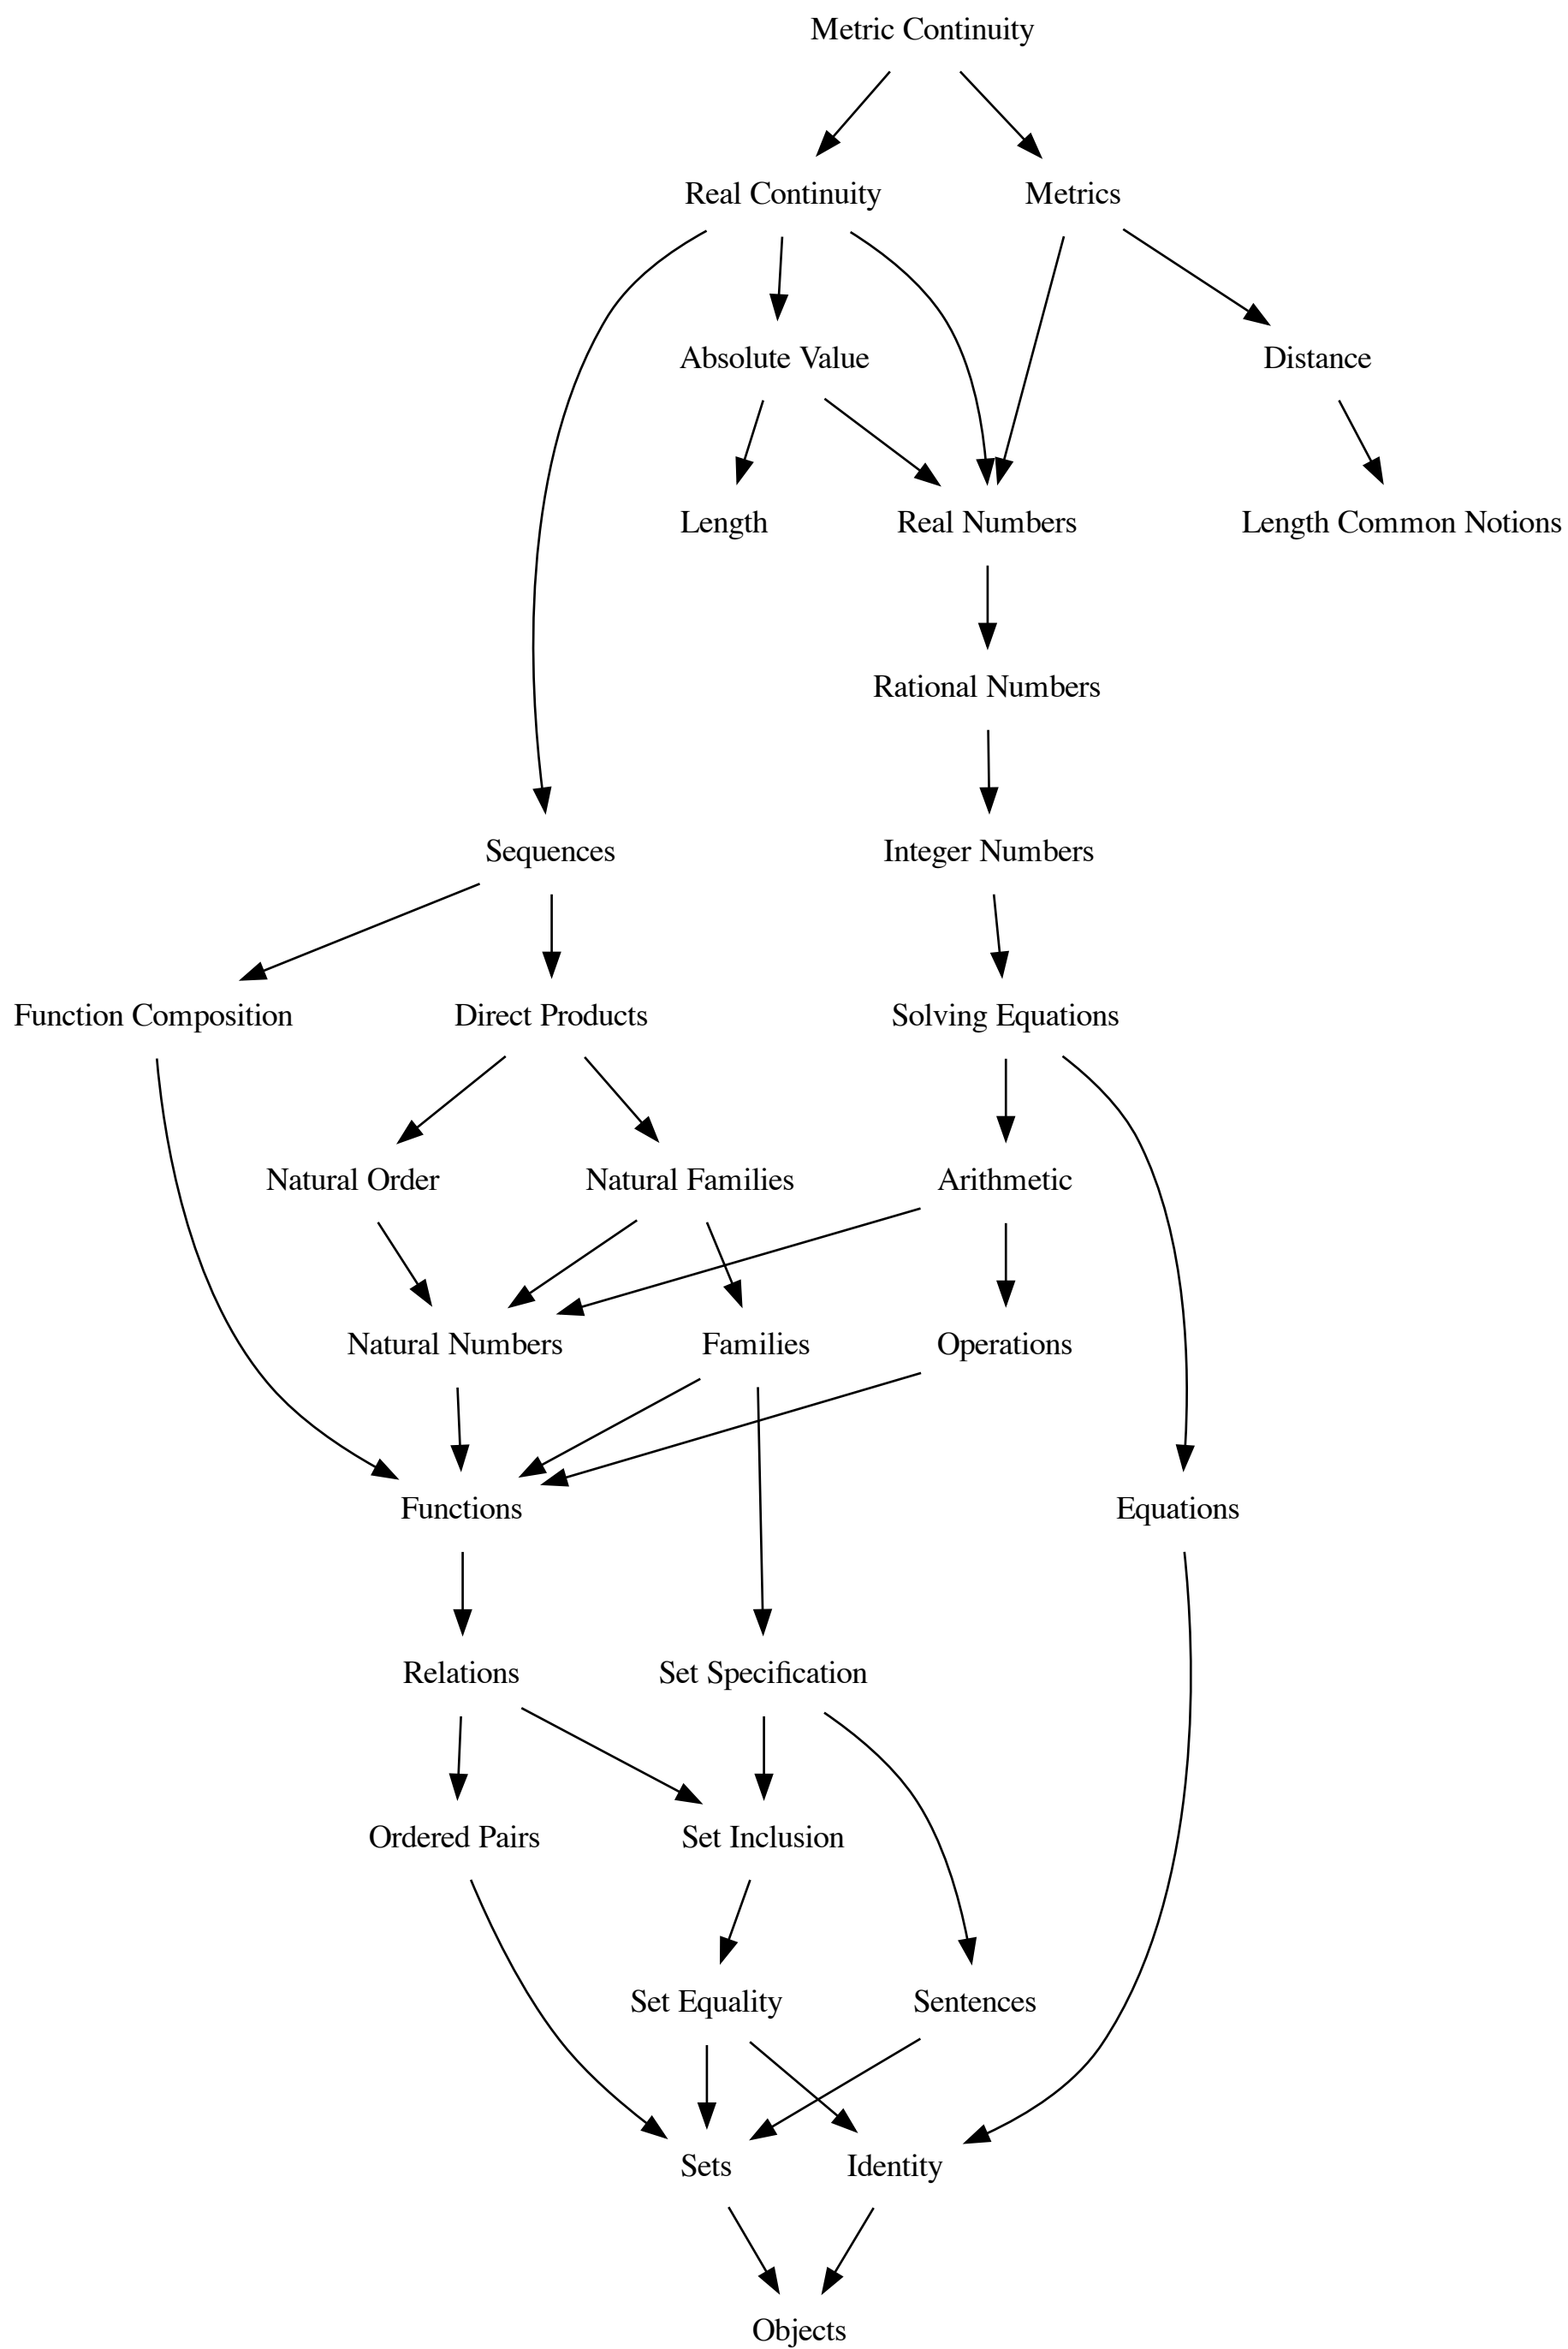 Metric Continuity
Real Continuity
Metrics
Absolute Value
Distance
Length
Real Numbers
Length Common Notions
Rational Numbers
Sequences
Integer Numbers
Function Composition
Direct Products
Solving Equations
Natural Order
Natural Families
Arithmetic
Natural Numbers
Families
Operations
Functions
Equations
Relations
Set Specification
Ordered Pairs
Set Inclusion
Set Equality
Sentences
Sets
Identity
Objects